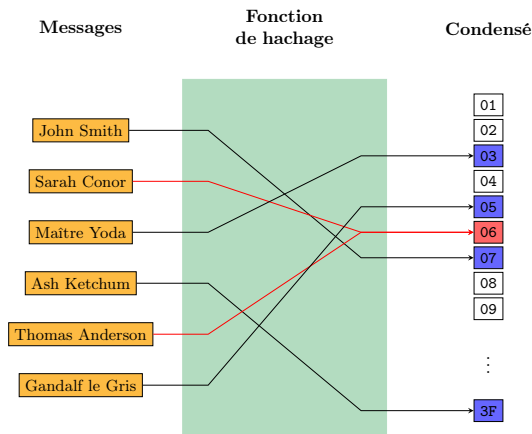 Messages
Fonction
de hachage
Condensé
John Smith
Sarah Conor
Maître Yoda
Ash Ketchum
Thomas Anderson
Gandalf le Gris
01
02
03
04
05
06
07
08
09
⋮
3F